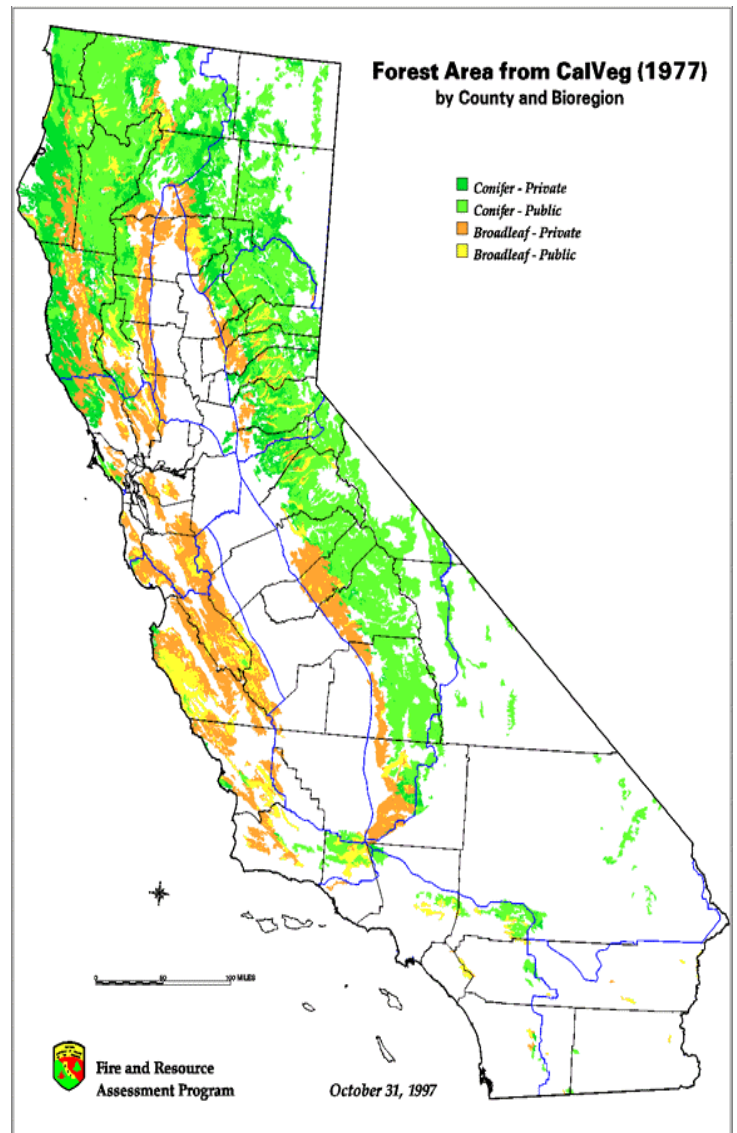 Forest Area from CalVeg (1977)
by County and Bioregion
Conifer - Private
Conifer - Public
Broadleaf - Private
Broadleaf - Public
0 50 100 MILES
Fire and Resource
Assessment Program
October 31, 1997